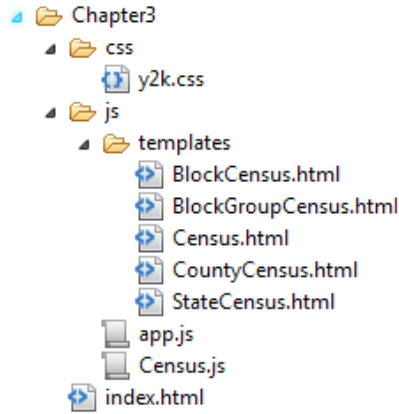 Chapter3
css
y2k.css
js
templates
BlockCensus.html
BlockGroupCensus.html
Census.html
CountyCensus.html
StateCensus.html
app.js
Census.js
index.html